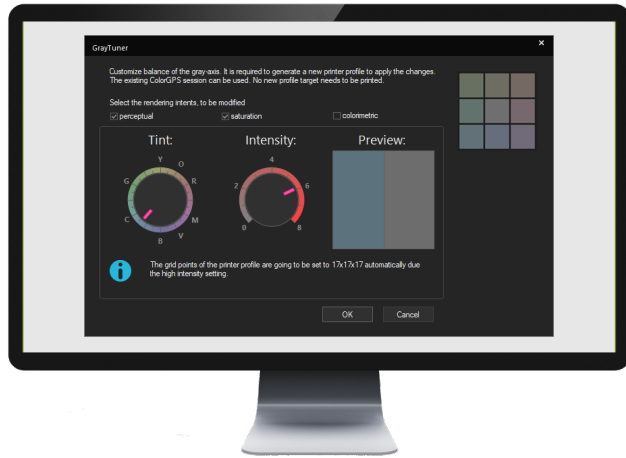 GrayTuner
×
Customize balance of the gray-axis. It is required to generate a new printer profile to apply the changes.
The existing ColorGPS session can be used. No new profile target needs to be printed.
Select the rendering intents, to be modified
perceptual
saturation
colorimetric
Tint:
Intensity:
Preview:
Y
O
G
R
C
M
B
V
4
2
6
0
8
The grid points of the printer profile are going to be set to 17x17x17 automatically due
the high intensity setting.
OK
Cancel